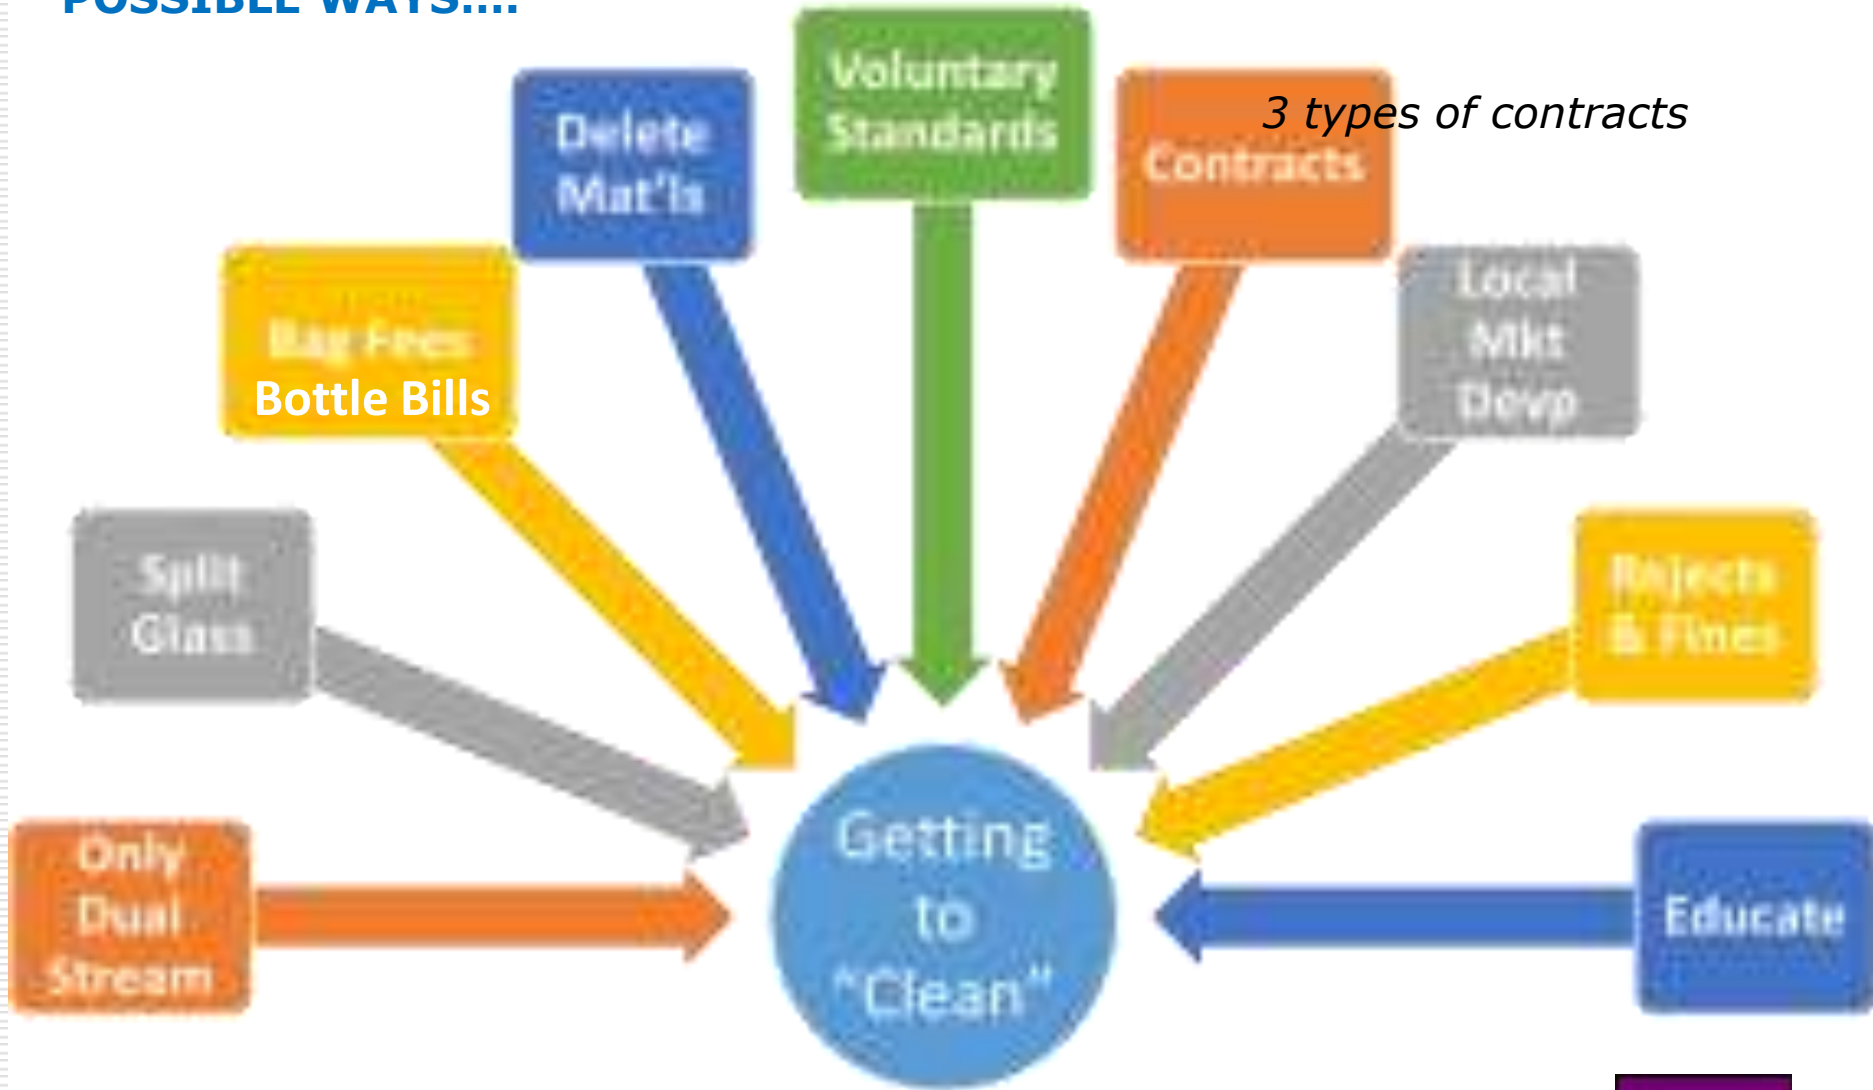 POSSIBLE WAYS....
Voluntary
Standards
Delete
Mat'ls
3 types of contracts
Contracts
Bag Fees
Bottle Bills
Local
Mkt
Devp
Split
Glass
Rejects
& Fines
Only
Dual
Stream
Getting
to
“Clean”
Educate